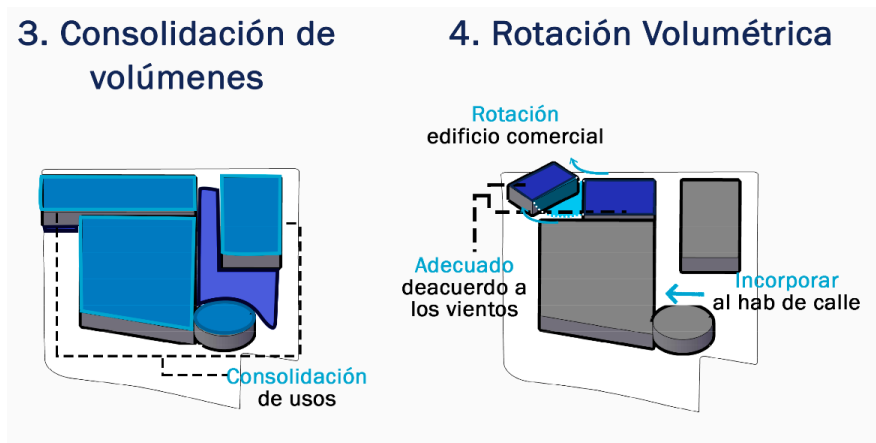 3. Consolidación de
volúmenes
Consolidación
de usos
4. Rotación Volumétrica
Rotación
edificio comercial
Adecuado
deacuerdo a
los vientos
Incorporar
al hab de calle